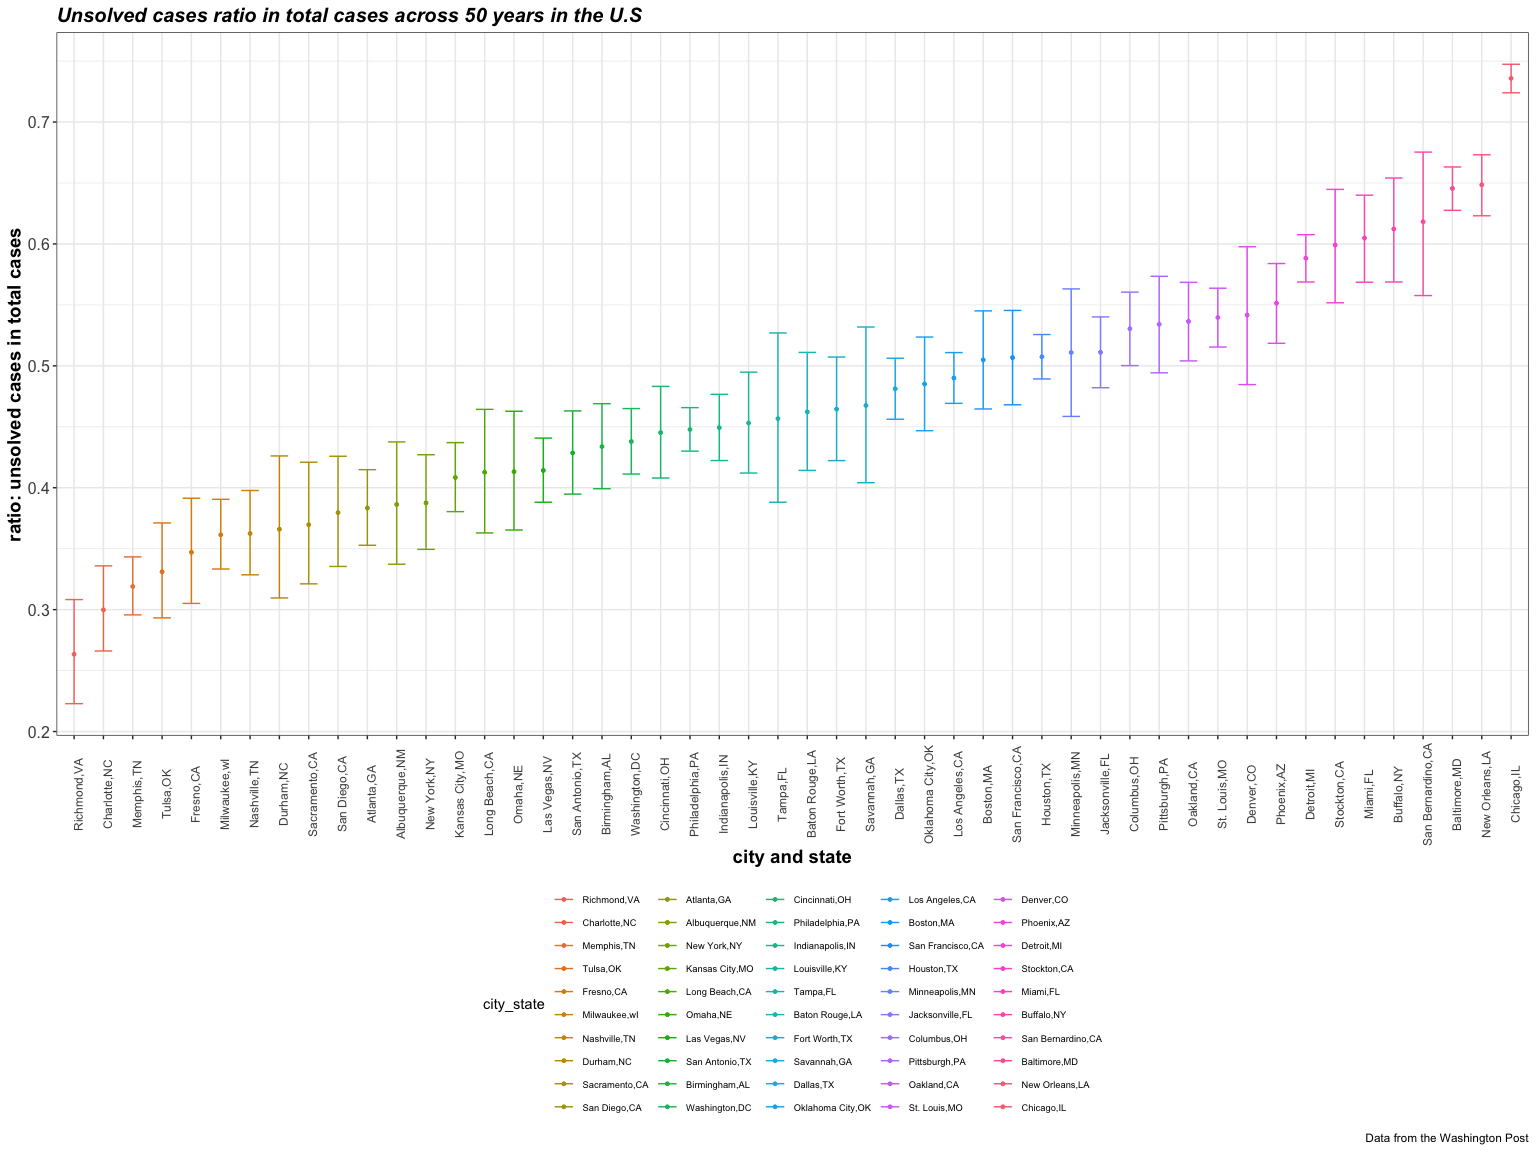 Unsolved cases ratio in total cases across 50 years in the U.S
ratio: unsolved cases in total cases
0.7
0.6
0.5
0.4
0.3
0.2
Richmond,VA
Charlotte,NC
Memphis,TN
Tulsa,OK
Fresno,CA
Milwaukee,wI
Nashville,TN
Durham,NC
Sacramento,CA
San Diego,CA
Atlanta,GA
Albuquerque,NM
New York,NY
Kansas City,MO
Long Beach,CA
Omaha,NE
Las Vegas,NV
San Antonio,TX
Birmingham,AL
Washington,DC
Cincinnati,OH
Philadelphia,PA
Indianapolis,IN
Louisville,KY
Tampa,FL
Baton Rouge,LA
Fort Worth,TX
Savannah,GA
Dallas,TX
Oklahoma City,OK
Los Angeles,CA
Boston,MA
San Francisco,CA
Houston,TX
Minneapolis,MN
Jacksonville,FL
Columbus,OH
Pittsburgh,PA
Oakland,CA
St. Louis,MO
Denver,CO
Phoenix,AZ
Detroit,MI
Stockton,CA
Miami,FL
Buffalo,NY
San Bernardino,CA
Baltimore,MD
New Orleans,LA
Chicago,IL
city and state
city_state
Richmond,VA
Charlotte,NC
Memphis,TN
Tulsa,OK
Fresno,CA
Milwaukee,wI
Nashville,TN
Durham,NC
Sacramento,CA
San Diego,CA
Atlanta,GA
Albuquerque,NM
New York,NY
Kansas City,MO
Long Beach,CA
Omaha,NE
Las Vegas,NV
San Antonio,TX
Birmingham,AL
Washington,DC
Cincinnati,OH
Philadelphia,PA
Indianapolis,IN
Louisville,KY
Tampa,FL
Baton Rouge,LA
Fort Worth,TX
Savannah,GA
Dallas,TX
Oklahoma City,OK
Los Angeles,CA
Boston,MA
San Francisco,CA
Houston,TX
Minneapolis,MN
Jacksonville,FL
Columbus,OH
Pittsburgh,PA
Oakland,CA
St. Louis,MO
Denver,CO
Phoenix,AZ
Detroit,MI
Stockton,CA
Miami,FL
Buffalo,NY
San Bernardino,CA
Baltimore,MD
New Orleans,LA
Chicago,IL
Data from the Washington Post